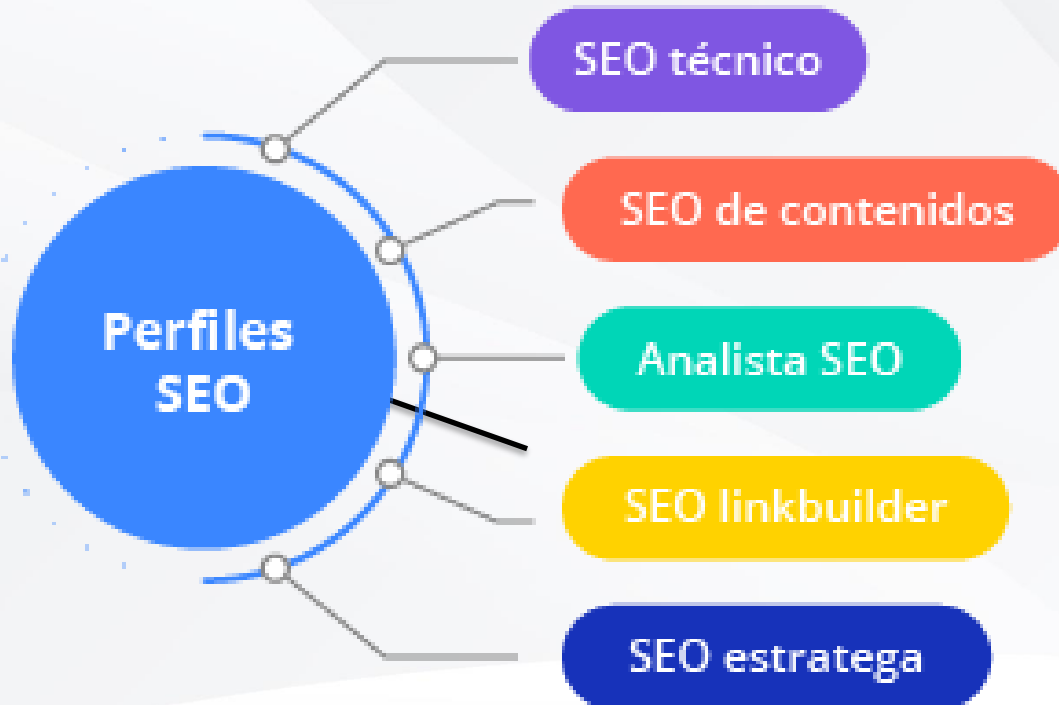 SEO técnico
SEO de contenidos
Perfiles
SEO
Analista SEO
SEO linkbuilder
SEO estratega